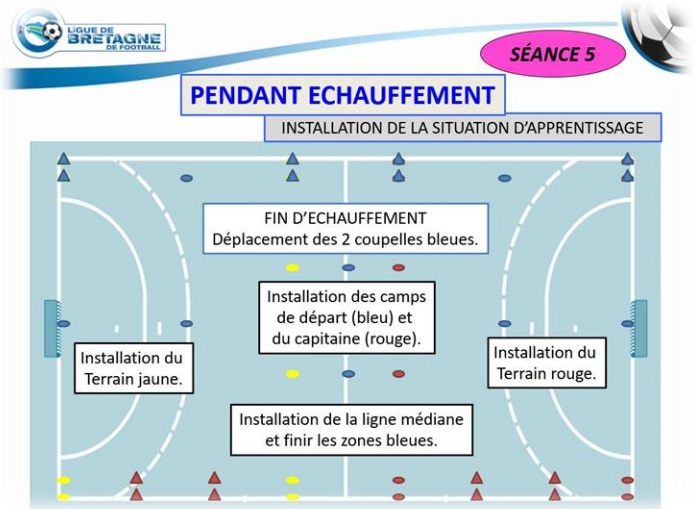 LIGUE DE
BRETAGNE
DE FOOTBALL
SÉANCE 5
PENDANT ECHAUFFEMENT
INSTALLATION DE LA SITUATION D'APPRENTISSAGE
FIN D'ECHAUFFEMENT
Déplacement des 2 coupelles bleues.
Installation des camps
de départ (bleu) et
du capitaine (rouge).
Installation du
Terrain jaune.
Installation du
Terrain rouge.
Installation de la ligne médiane
et finir les zones bleues.